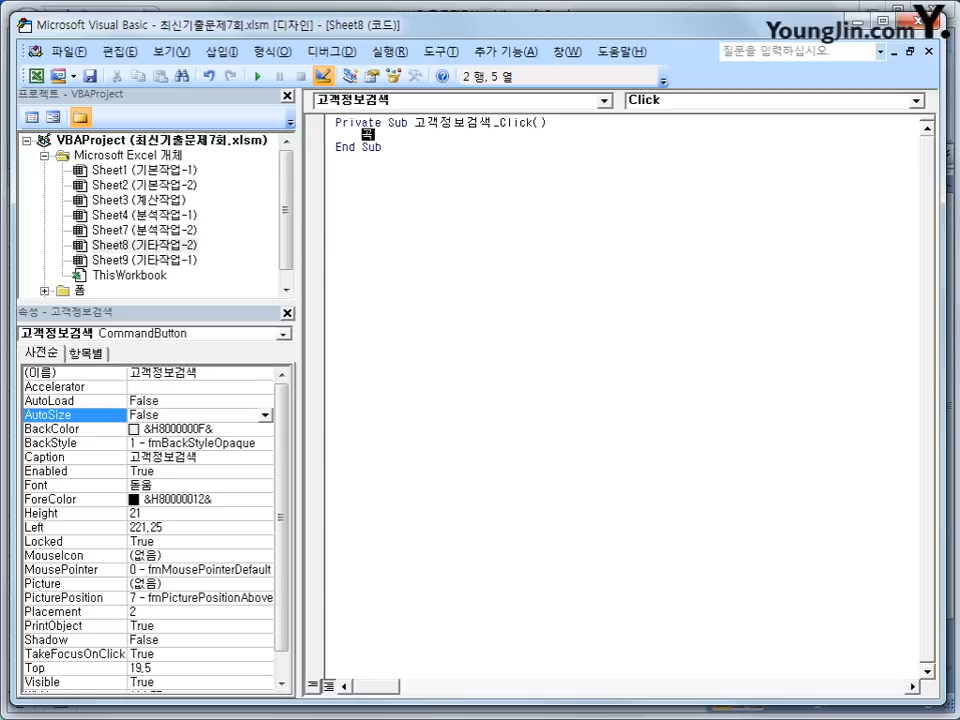 Microsoft Visual Basic - 최신기출문제7회.xlsm [디자인] - [Sheet8 (코드)]
Younglin.com Y.
파일(F) 편집(E) 보기(V) 삽입(I) 형식(O) 디버그(D) 실행(R) 도구(T) 추가 기능(A) 창(W) 도움말(H) 질문을 입력하십시오.
2 행, 5 열
프로젝트 - VBAProject
고객정보검색 Click
Private Sub 고객정보검색_Click()
End Sub
VBAProject (최신기출문제7회.xlsm)
Microsoft Excel 개체
Sheet1 (기본작업-1)
Sheet2 (기본작업-2)
Sheet3 (계산작업)
Sheet4 (분석작업-1)
Sheet7 (분석작업-2)
Sheet8 (기타작업-2)
Sheet9 (기타작업-1)
ThisWorkbook
폼
속성 - 고객정보검색
고객정보검색 CommandButton
사전순 항목별
(이름) 고객정보검색
Accelerator
AutoLoad False
AutoSize False
BackColor &H8000000F&
BackStyle 1 - fmBackStyleOpaque
Caption 고객정보검색
Enabled True
Font 돋움
ForeColor &H80000012&
Height 21
Left 221,25
Locked True
MouseIcon (없음)
MousePointer 0 - fmMousePointerDefault
Picture (없음)
PicturePosition 7 - fmPicturePositionAbove
Placement 2
PrintObject True
Shadow False
TakeFocusOnClick True
Top 19,5
Visible True